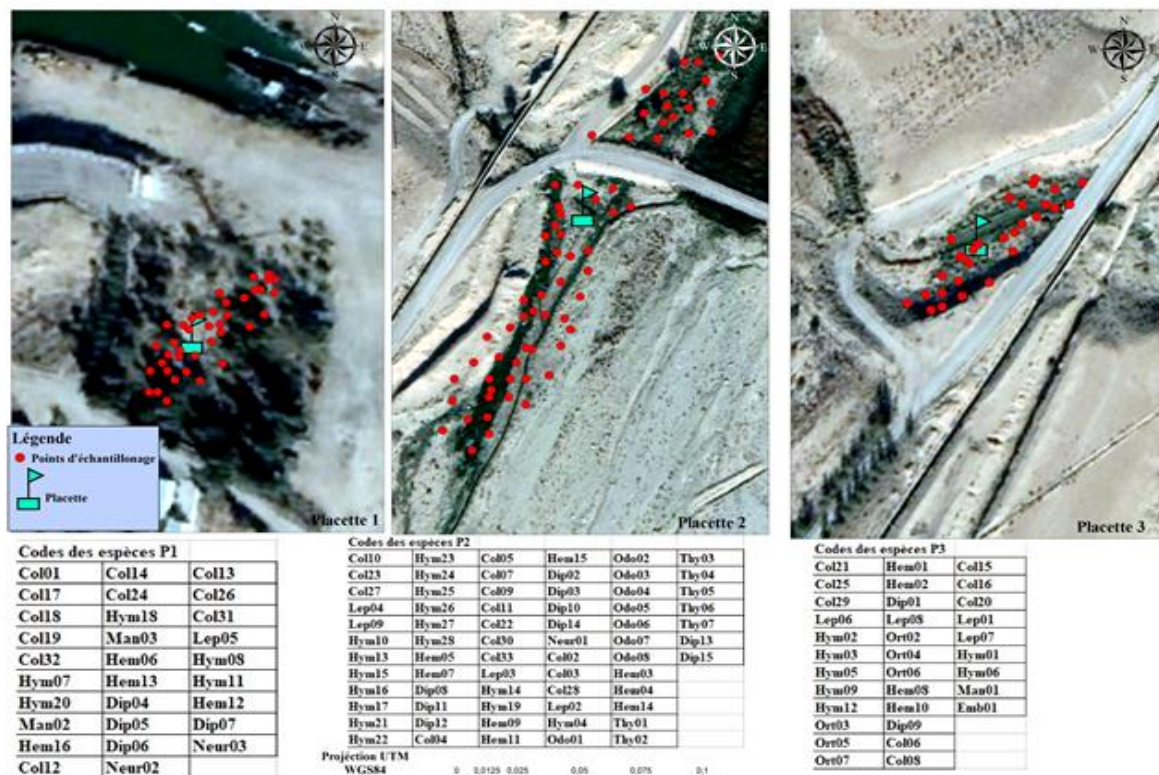 N
W E
S
N
W E
S
N
W E
S
Légende
Points d'échantillonage
Placette
Placette 1
Placette 2
Placette 3
Codes des espèces P1
Col01 Col14 Col13
Col17 Col24 Col26
Col18 Hym18 Col31
Col19 Man03 Lep05
Col32 Hem06 Hym08
Hym07 Hem13 Hym11
Hym20 Dip04 Hem12
Man02 Dip05 Dip07
Hem16 Dip06 Neur03
Col12 Neur02
Codes des espèces P2
Col10 Hym23 Col05 Hem15 Odo02 Thy03
Col23 Hym24 Col07 Dip02 Odo03 Thy04
Col27 Hym25 Col09 Dip03 Odo04 Thy05
Lep04 Hym26 Col11 Dip10 Odo05 Thy06
Lep09 Hym27 Col22 Dip14 Odo06 Thy07
Hym10 Hym28 Col30 Neur01 Odo07 Dip13
Hym13 Hem05 Col33 Col02 Odo08 Dip15
Hym15 Hem07 Lep03 Col03 Hem03
Hym16 Dip08 Hym14 Col28 Hem04
Hym17 Dip11 Hym19 Lep02 Hem14
Hym21 Dip12 Hem09 Hym04 Thy01
Hym22 Col04 Hem11 Odo01 Thy02
Projéction UTM
WGS84
0 0,0125 0,025 0,05 0,075 0,1
Codes des espèces P3
Col21 Hem01 Col15
Col25 Hem02 Col16
Col29 Dip01 Col20
Lep06 Lep08 Lep01
Hym02 Ort02 Lep07
Hym03 Ort04 Hym01
Hym05 Ort06 Hym06
Hym09 Hem08 Man01
Hym12 Hem10 Emb01
Ort03 Dip09
Ort05 Col06
Ort07 Col08